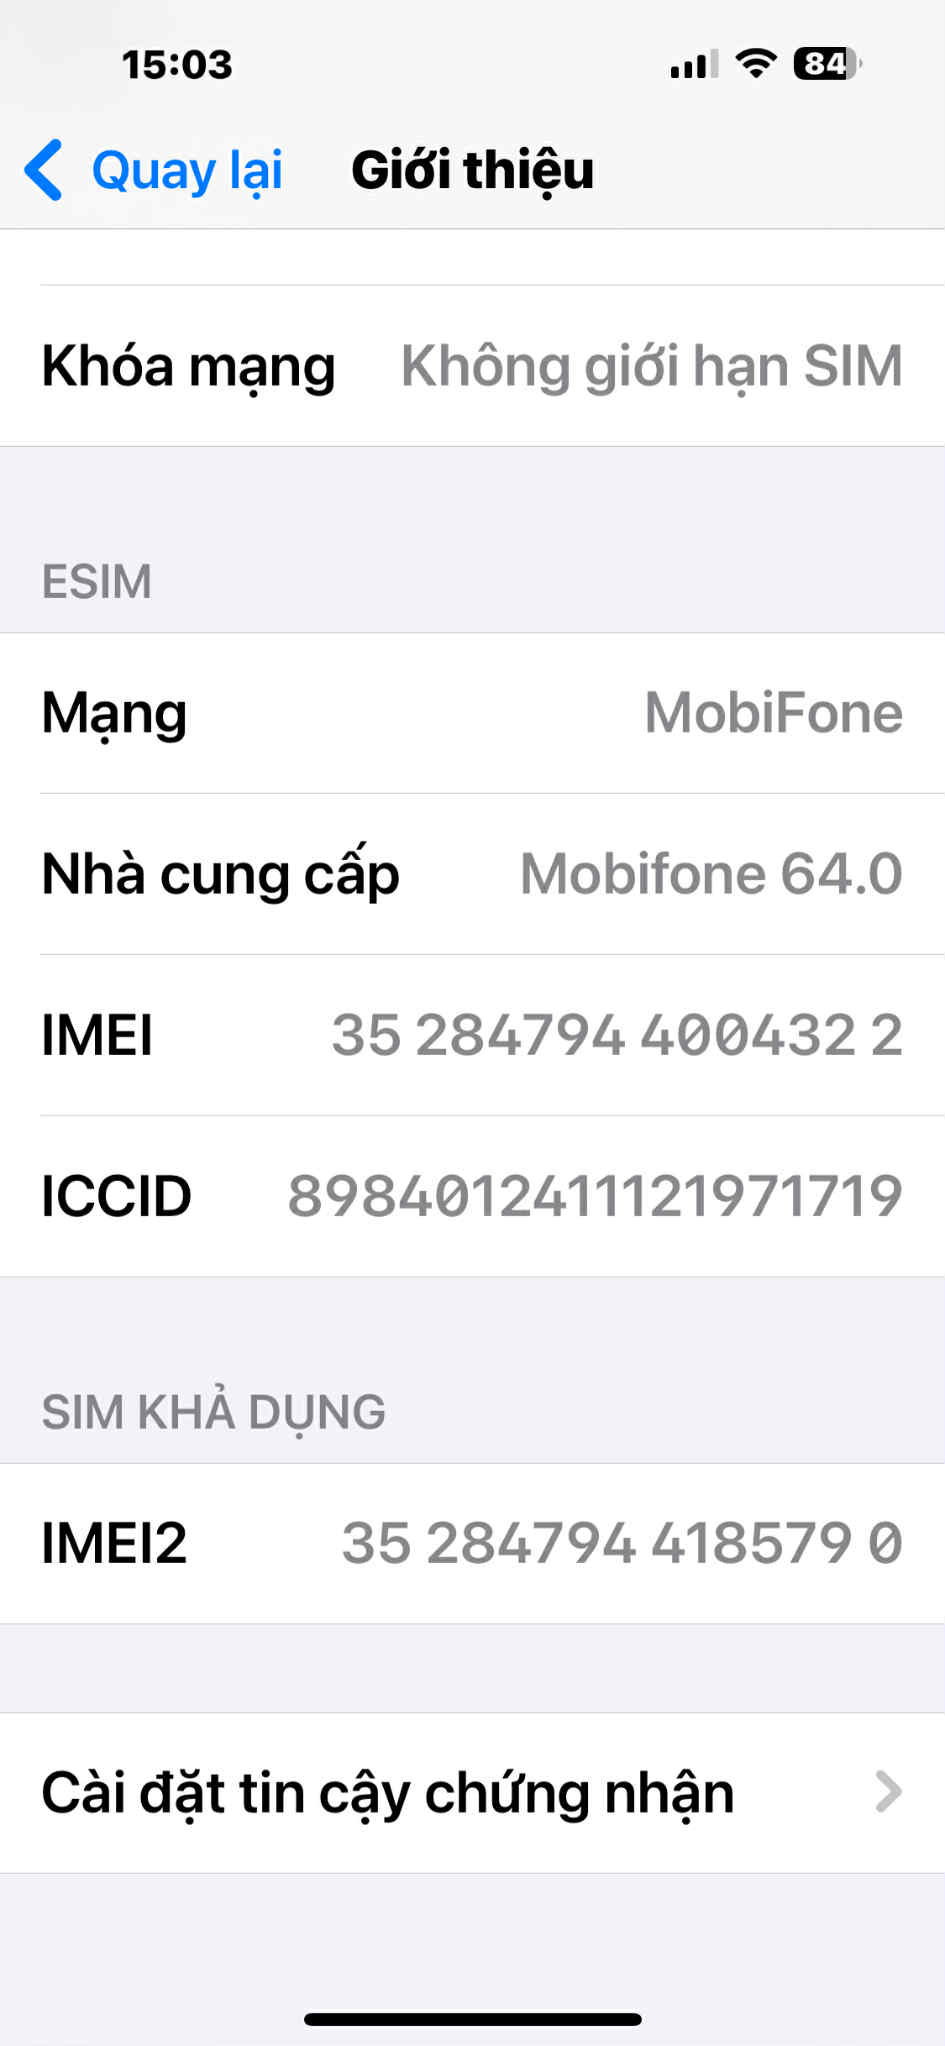 15:03 84
Quay lại Giới thiệu
Khóa mạng Không giới hạn SIM
ESIM
Mạng MobiFone
Nhà cung cấp Mobifone 64.0
IMEI 35 284794 400432 2
ICCID 8984012411121971719
SIM KHẢ DỤNG
IMEI2 35 284794 418579 0
Cài đặt tin cậy chứng nhận